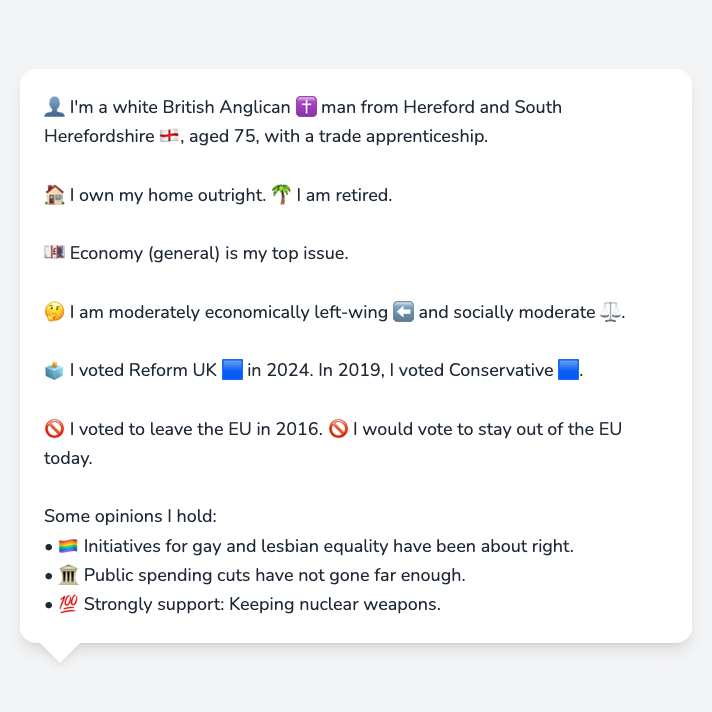 👤 I'm a white British Anglican ✝️ man from Hereford and South
Herefordshire 🏴󠁧󠁢󠁥󠁮󠁧󠁿, aged 75, with a trade apprenticeship.
🏠 I own my home outright. 🌴 I am retired.
💷 Economy (general) is my top issue.
🤔 I am moderately economically left-wing ⬅️ and socially moderate ⚖️.
🗳️ I voted Reform UK 🟦 in 2024. In 2019, I voted Conservative 🟦.
🚫 I voted to leave the EU in 2016. 🚫 I would vote to stay out of the EU
today.
Some opinions I hold:
• 🏳️‍🌈 Initiatives for gay and lesbian equality have been about right.
• 🏛️ Public spending cuts have not gone far enough.
• 💯 Strongly support: Keeping nuclear weapons.